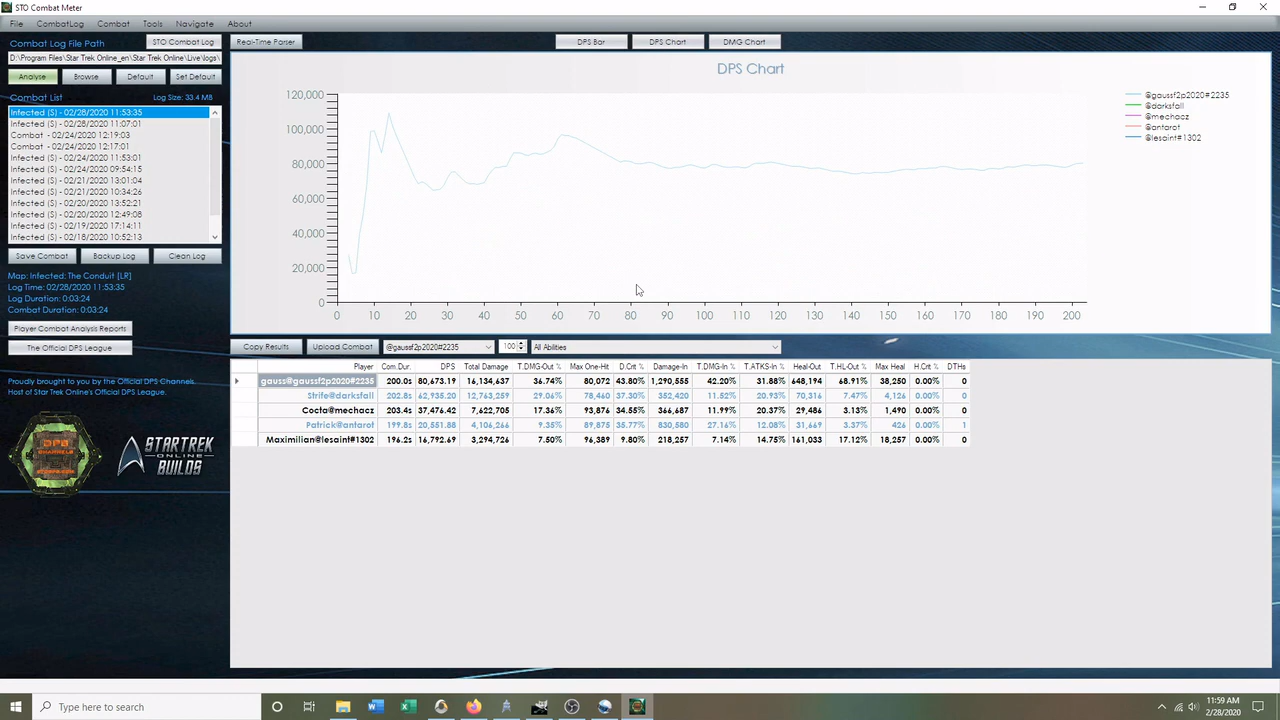 STO Combat Meter
File CombatLog Combat Tools Navigate About
Combat Log File Path STO Combat Log
D:\Program Files\Star Trek Online_en\Star Trek Online\Live\logs\
Analyse Browse Default Set Default
Combat List Log Size: 33.4 MB
Infected (S) - 02/28/2020 11:53:35
Infected (S) - 02/28/2020 11:07:01
Combat - 02/24/2020 12:19:03
Combat - 02/24/2020 12:17:01
Infected (S) - 02/24/2020 11:53:01
Infected (S) - 02/24/2020 09:54:15
Infected (S) - 02/21/2020 13:01:04
Infected (S) - 02/21/2020 10:34:26
Infected (S) - 02/20/2020 13:52:21
Infected (S) - 02/20/2020 12:49:08
Infected (S) - 02/19/2020 17:14:11
Infected (S) - 02/18/2020 10:52:13
Save Combat Backup Log Clean Log
Map: Infected: The Conduit [LR]
Log Time: 02/28/2020 11:53:35
Log Duration: 0:03:24
Combat Duration: 0:03:24
Player Combat Analysis Reports
The Official DPS League
Proudly brought to you by the Official DPS Channels.
Host of Star Trek Online's Official DPS League.
DPS
CHANNELS
STARTREK
ONLINE
BUILDS
Real-Time Parser DPS Bar DPS Chart DMG Chart
DPS Chart
120,000
100,000
80,000
60,000
40,000
20,000
0
0 10 20 30 40 50 60 70 80 90 100 110 120 130 140 150 160 170 180 190 200
@gaussf2p2020#2235
@darksfall
@mechacz
@antarot
@lesaint#1302
Copy Results Upload Combat @gaussf2p2020#2235 100 All Abilities
Player Com.Dur. DPS Total Damage T.DMG-Out % Max One-Hit D.Crt % Damage-In T.DMG-In % T.ATKS-In % Heal-Out T.HL-Out % Max Heal H.Crt % DTHs
gauss@gaussf2p2020#2235 200.0s 80,673.19 16,134,637 36.74% 80,072 43.80% 1,290,555 42.20% 31.88% 648,194 68.91% 38,250 0.00% 0
Strife@darksfall 202.8s 62,935.20 12,763,259 29.06% 78,460 37.30% 352,420 11.52% 20.93% 70,316 7.47% 4,126 0.00% 0
Cocta@mechacz 203.4s 37,476.42 7,622,705 17.36% 93,876 34.55% 366,687 11.99% 20.37% 29,486 3.13% 1,490 0.00% 0
Patrick@antarot 199.8s 20,551.88 4,106,266 9.35% 89,875 35.77% 830,580 27.16% 12.08% 31,669 3.37% 426 0.00% 1
Maximilian@lesaint#1302 196.2s 16,792.69 3,294,726 7.50% 96,389 9.80% 218,257 7.14% 14.75% 161,033 17.12% 18,257 0.00% 0
Type here to search
11:59 AM
2/28/2020